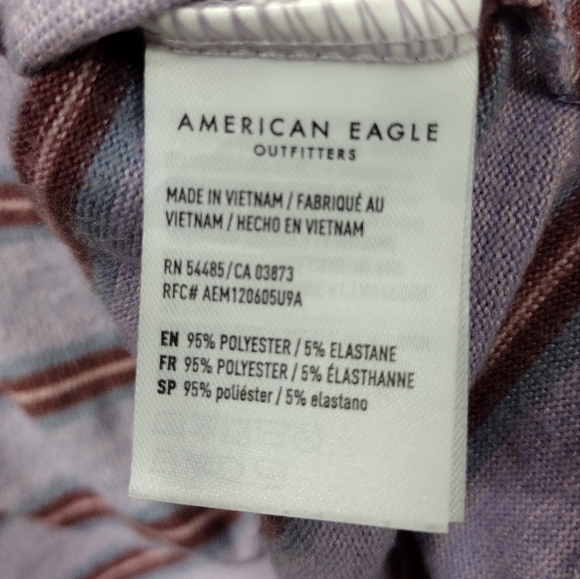 AMERICAN EAGLE
OUTFITTERS
MADE IN VIETNAM / FABRIQUÉ AU
VIETNAM / HECHO EN VIETNAM
RN 54485/CA 03873
RFC# AEM120605U9A
EN 95% POLYESTER / 5% ELASTANE
FR 95% POLYESTER / 5% ÉLASTHANNE
SP 95% poliéster / 5% elastano